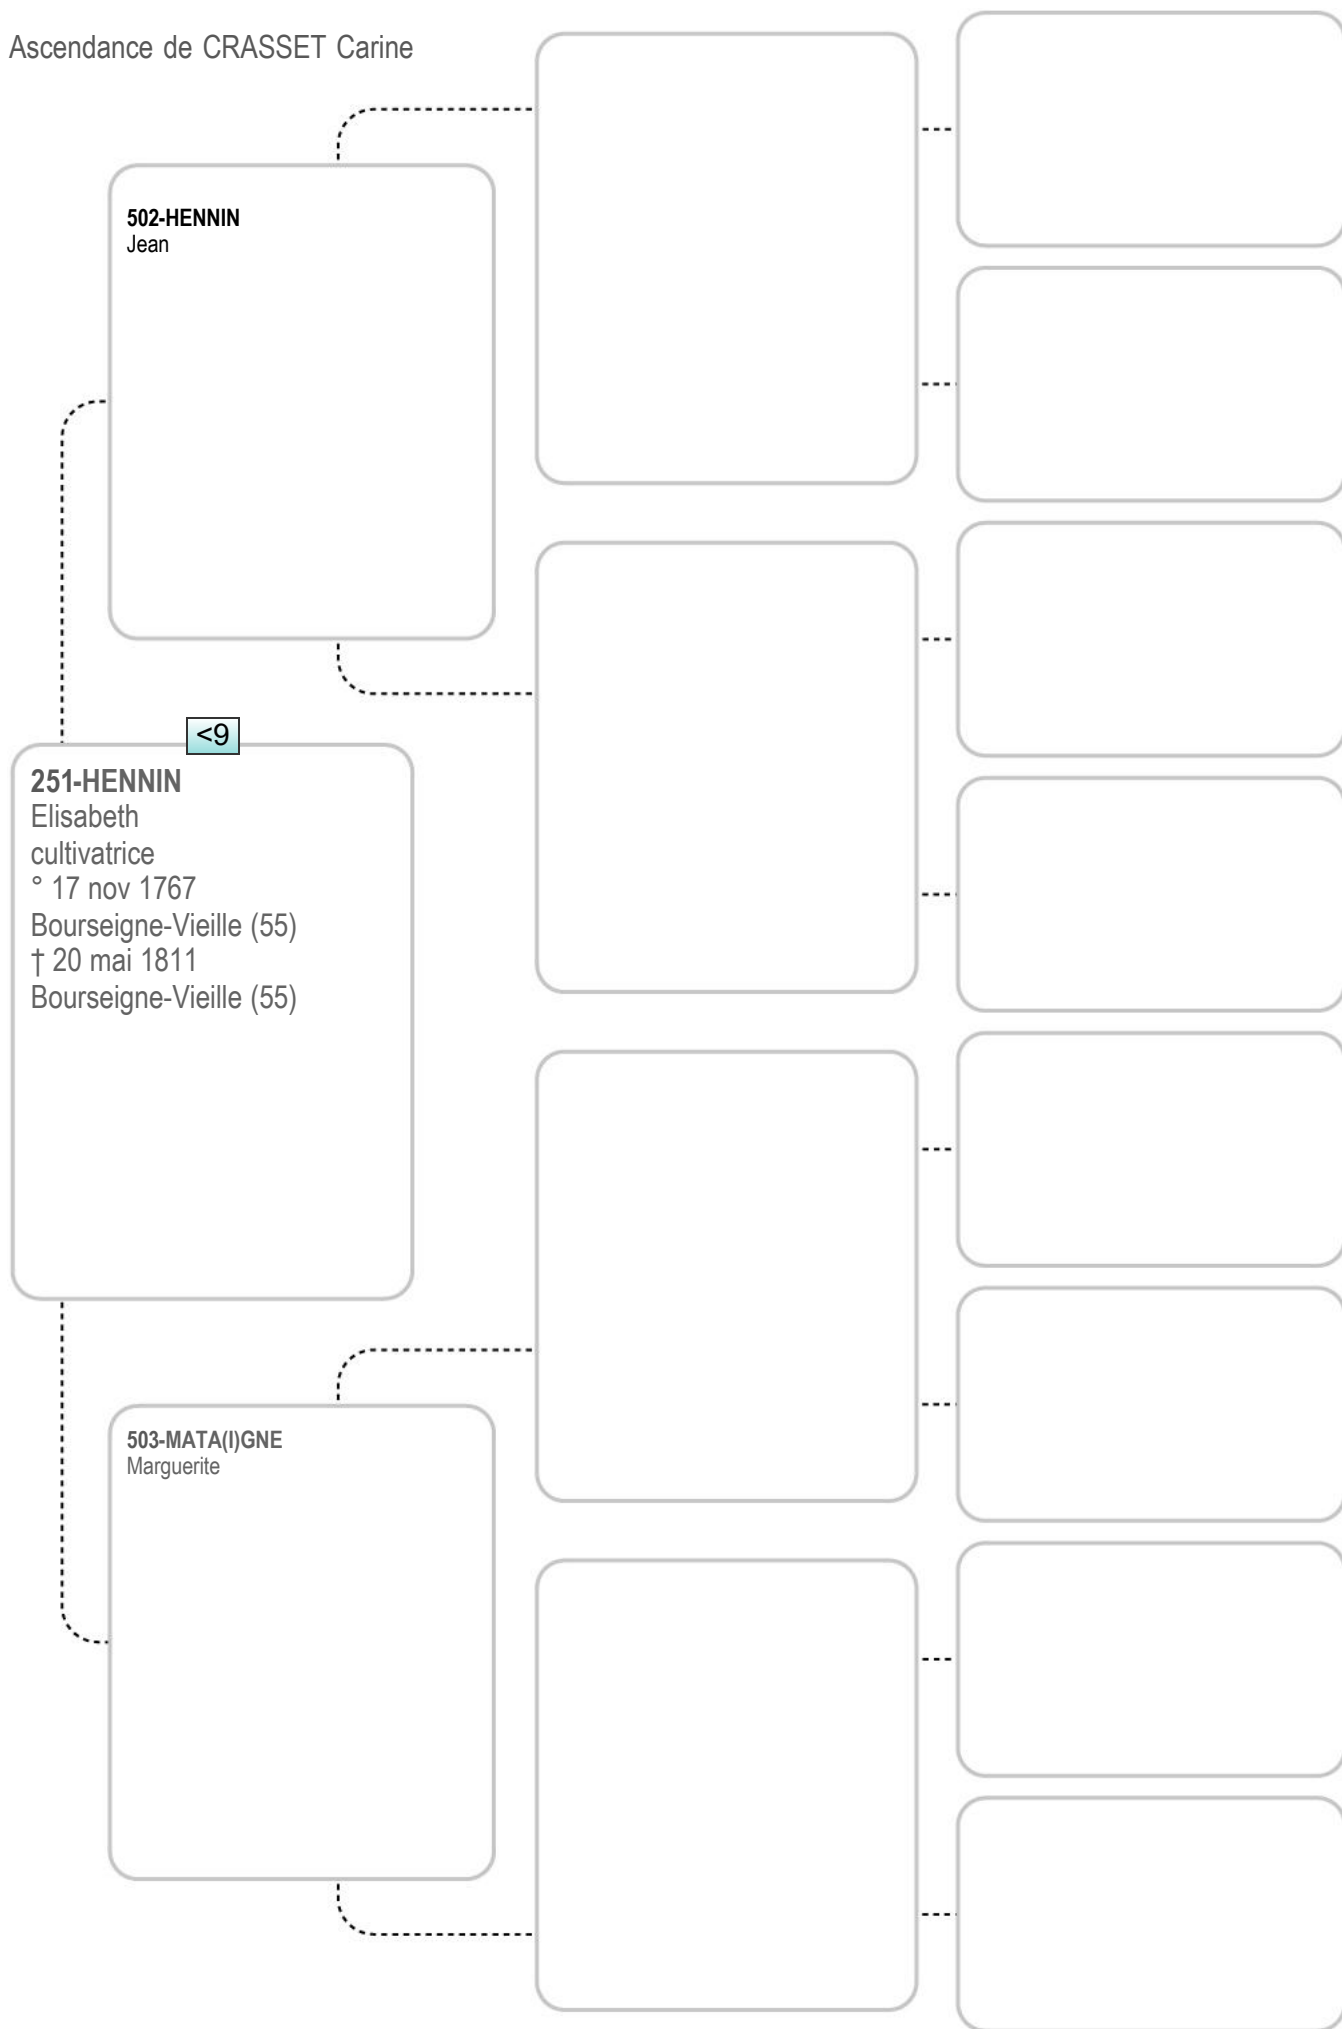 Ascendance de CRASSET Carine
502-HENNIN
Jean
<9
251-HENNIN
Elisabeth
cultivatrice
° 17 nov 1767
Bourseigne-Vieille (55)
† 20 mai 1811
Bourseigne-Vieille (55)
503-MATA(I)GNE
Marguerite